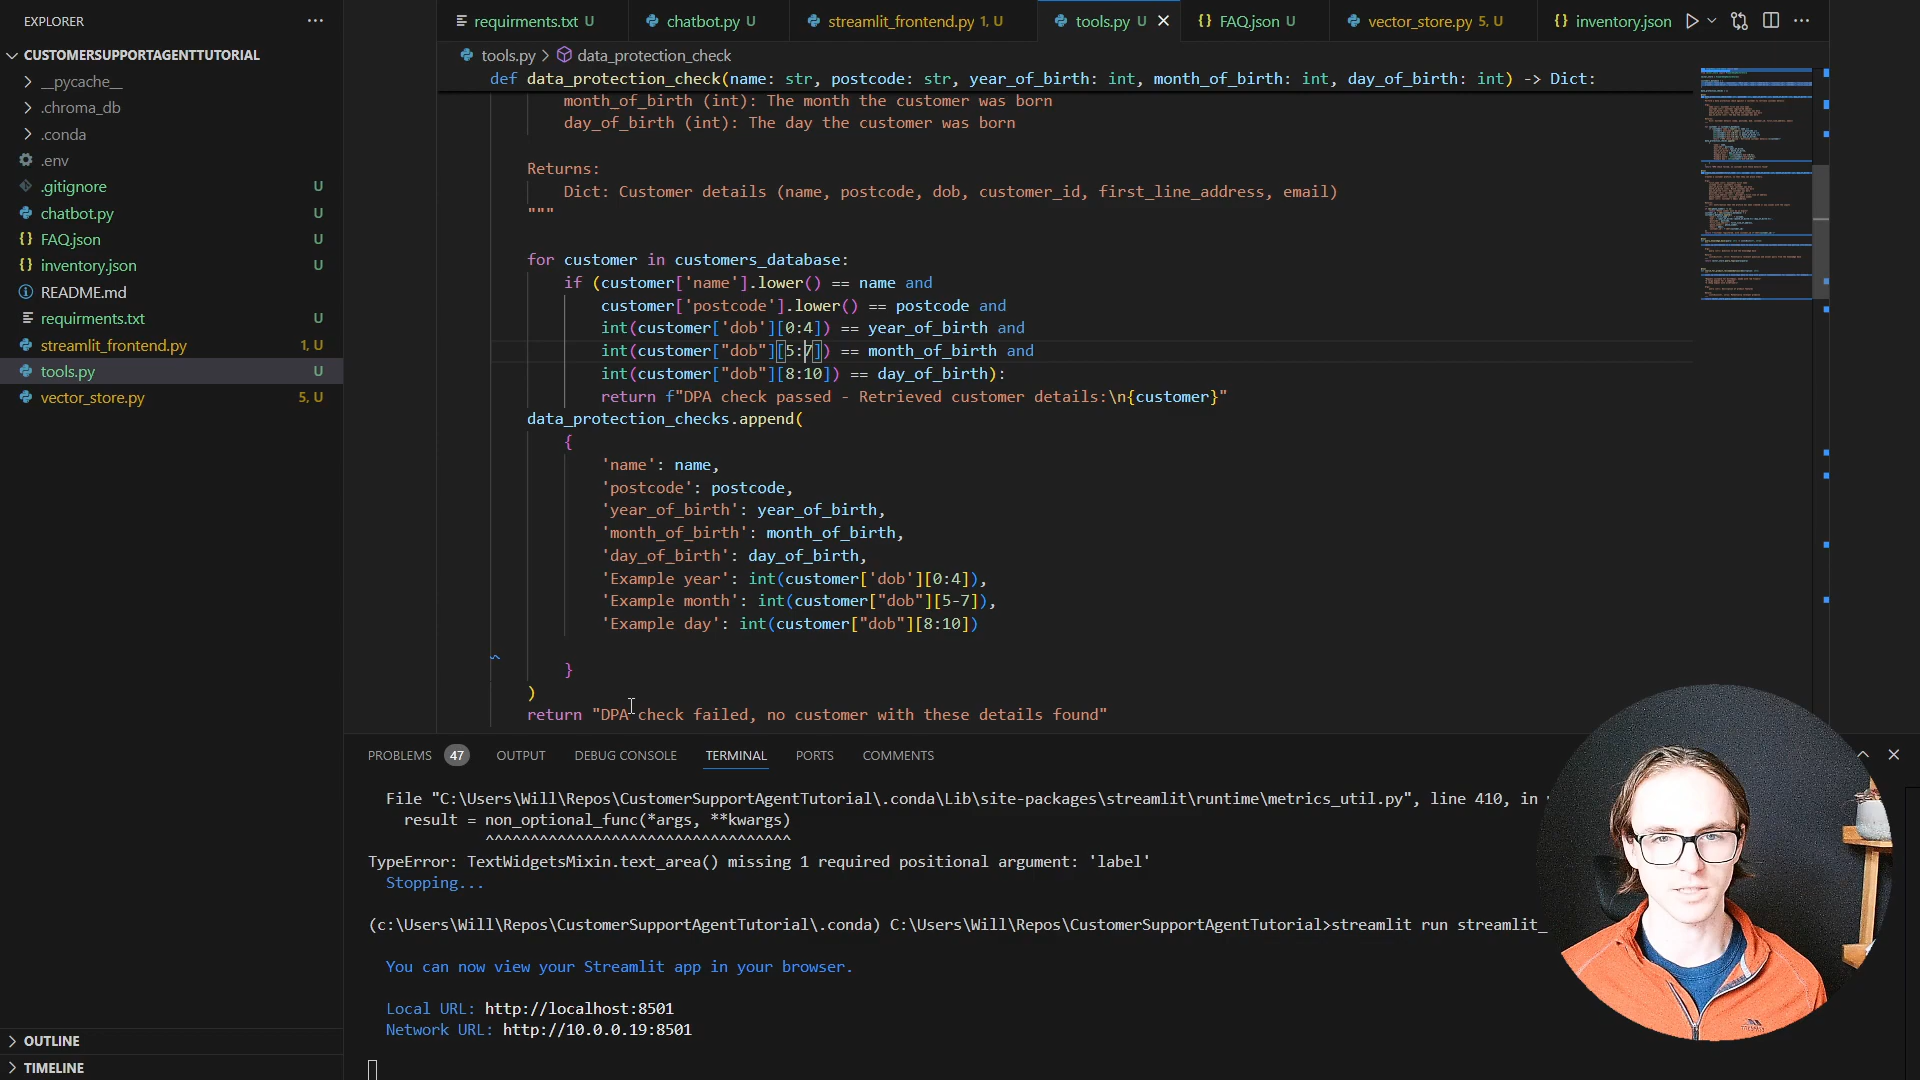 EXPLORER
CUSTOMERSUPPORTAGENTTUTORIAL
__pycache__
.chroma_db
.conda
.env
.gitignore U
chatbot.py U
FAQ.json U
inventory.json U
README.md
requirments.txt U
streamlit_frontend.py 1, U
tools.py U
vector_store.py 5, U
OUTLINE
TIMELINE
requirments.txt U chatbot.py U streamlit_frontend.py 1, U tools.py U FAQ.json U vector_store.py 5, U inventory.json
tools.py > data_protection_check
def data_protection_check(name: str, postcode: str, year_of_birth: int, month_of_birth: int, day_of_birth: int) -> Dict:
month_of_birth (int): The month the customer was born
day_of_birth (int): The day the customer was born
Returns:
Dict: Customer details (name, postcode, dob, customer_id, first_line_address, email)
"""
for customer in customers_database:
if (customer['name'].lower() == name and
customer['postcode'].lower() == postcode and
int(customer['dob'][0:4]) == year_of_birth and
int(customer["dob"][5:7]) == month_of_birth and
int(customer["dob"][8:10]) == day_of_birth):
return f"DPA check passed - Retrieved customer details:\n{customer}"
data_protection_checks.append(
{
'name': name,
'postcode': postcode,
'year_of_birth': year_of_birth,
'month_of_birth': month_of_birth,
'day_of_birth': day_of_birth,
'Example year': int(customer['dob'][0:4]),
'Example month': int(customer["dob"][5-7]),
'Example day': int(customer["dob"][8:10])
}
)
return "DPA check failed, no customer with these details found"
PROBLEMS 47 OUTPUT DEBUG CONSOLE TERMINAL PORTS COMMENTS
File "C:\Users\Will\Repos\CustomerSupportAgentTutorial\.conda\Lib\site-packages\streamlit\runtime\metrics_util.py", line 410, in
result = non_optional_func(*args, **kwargs)
^^^^^^^^^^^^^^^^^^^^^^^^^^^^^^^^^
TypeError: TextWidgetsMixin.text_area() missing 1 required positional argument: 'label'
Stopping...
(c:\Users\Will\Repos\CustomerSupportAgentTutorial\.conda) C:\Users\Will\Repos\CustomerSupportAgentTutorial>streamlit run streamlit_
You can now view your Streamlit app in your browser.
Local URL: http://localhost:8501
Network URL: http://10.0.0.19:8501